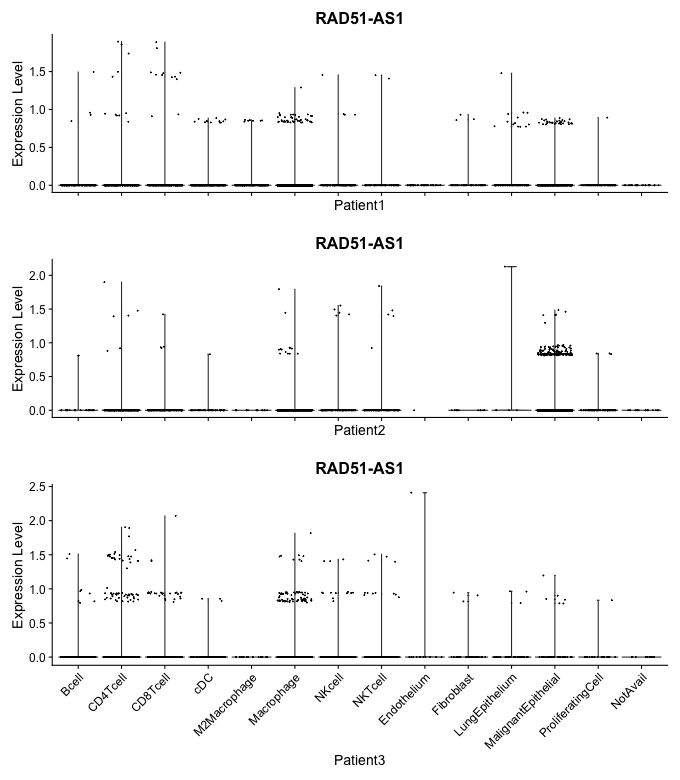 RAD51-AS1
Expression Level
1.5
1.0
0.5
0.0
Patient1
RAD51-AS1
Expression Level
2.0
1.5
1.0
0.5
0.0
Patient2
RAD51-AS1
Expression Level
2.5
2.0
1.5
1.0
0.5
0.0
Bcell
CD4Tcell
CD8Tcell
cDC
M2Macrophage
Macrophage
NKcell
NKTcell
Endothelium
Fibroblast
LungEpithelium
MalignantEpithelial
ProliferatingCell
NotAvail
Patient3